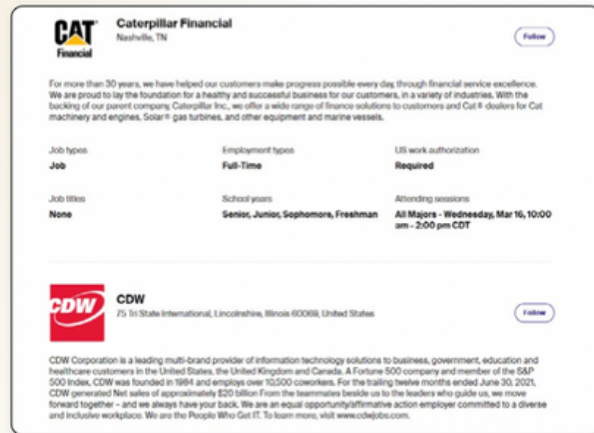 CAT
Financial
Caterpillar Financial
Nashville, TN
Follow
For more than 30 years, we have helped our customers make progress possible every day, through financial service excellence.
We are proud to lay the foundation for a healthy and successful business for our customers, in a variety of industries. With the
backing of our parent company, Caterpillar Inc., we offer a wide range of finance solutions to customers and Cat® dealers for Cat
machinery and engines, Solar® gas turbines, and other equipment and marine vessels.
Job types
Employment types
US work authorization
Job
Full-Time
Required
Job titles
School years
Attending sessions
None
Senior, Junior, Sophomore, Freshman
All Majors - Wednesday, Mar 16, 10:00
am - 2:00 pm CDT
CDW
CDW
75 Tri State International, Lincolnshire, Illinois 60069, United States
Follow
CDW Corporation is a leading multi-brand provider of information technology solutions to business, government, education and
healthcare customers in the United States, the United Kingdom and Canada. A Fortune 500 company and member of the S&P
500 Index, CDW was founded in 1984 and employs over 10,500 coworkers. For the trailing twelve months ended June 30, 2021,
CDW generated Net sales of approximately $20 billion From the teammates beside us to the leaders who guide us, we move
forward together – and we always have your back. We are an equal opportunity/affirmative action employer committed to a diverse
and inclusive workplace. We are the People Who Get IT. To learn more, visit www.cdwjobs.com.